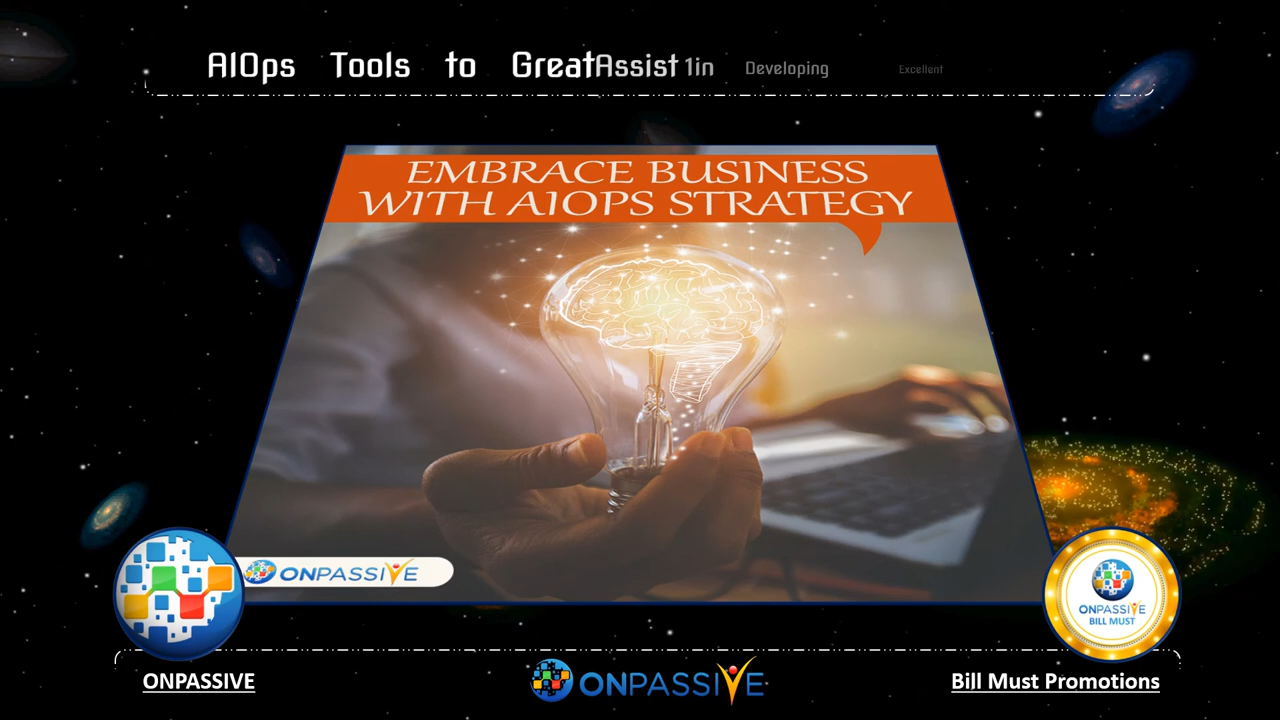 AIOps Tools to GreatAssist 1in Developing Excellent
EMBRACE BUSINESS
WITH AIOPS STRATEGY
ONPASSIVE
ONPASSIVE
BILL MUST
ONPASSIVE
ONPASSIVE
Bill Must Promotions